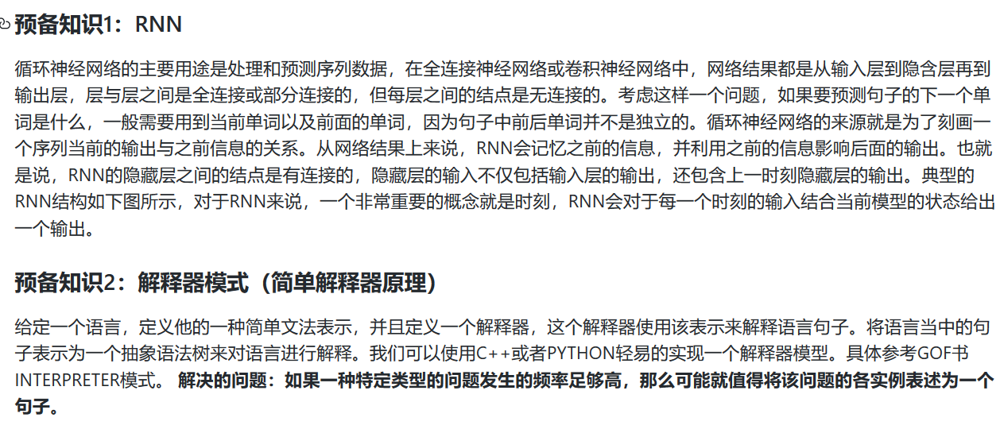 预备知识1：RNN
循环神经网络的主要用途是处理和预测序列数据，在全连接神经网络或卷积神经网络中，网络结果都是从输入层到隐含层再到
输出层，层与层之间是全连接或部分连接的，但每层之间的结点是无连接的。考虑这样一个问题，如果要预测句子的下一个单
词是什么，一般需要用到当前单词以及前面的单词，因为句子中前后单词并不是独立的。循环神经网络的来源就是为了刻画一
个序列当前的输出与之前信息的关系。从网络结果上来说，RNN会记忆之前的信息，并利用之前的信息影响后面的输出。也就
是说，RNN的隐藏层之间的结点是有连接的，隐藏层的输入不仅包括输入层的输出，还包含上一时刻隐藏层的输出。典型的
RNN结构如下图所示，对于RNN来说，一个非常重要的概念就是时刻，RNN会对于每一个时刻的输入结合当前模型的状态给出
一个输出。
预备知识2：解释器模式（简单解释器原理）
给定一个语言，定义他的一种简单文法表示，并且定义一个解释器，这个解释器使用该表示来解释语言句子。将语言当中的句
子表示为一个抽象语法树来对语言进行解释。我们可以使用C++或者PYTHON轻易的实现一个解释器模型。具体参考GOF书
INTERPRETER模式。 解决的问题：如果一种特定类型的问题发生的频率足够高，那么可能就值得将该问题的各实例表述为一个
句子。